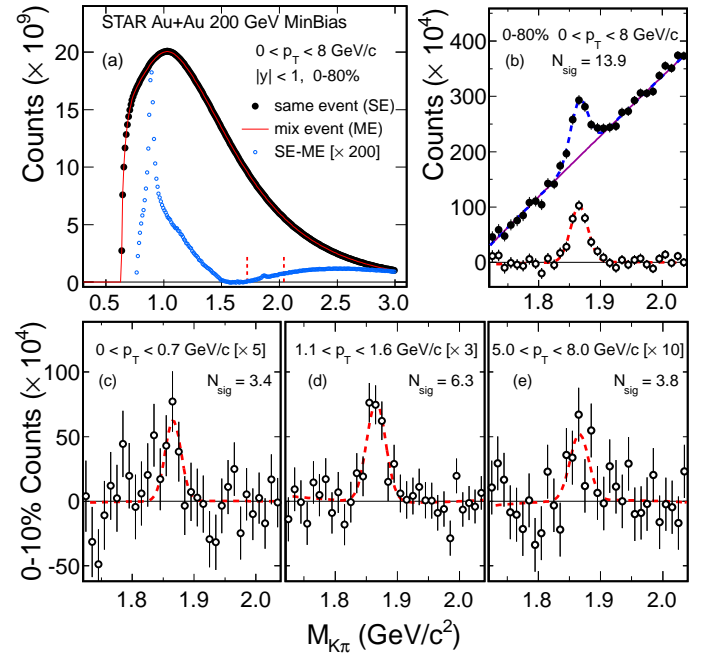 STAR Au+Au 200 GeV MinBias
0 < p_T < 8 GeV/c
(a)
|y| < 1, 0-80%
same event (SE)
mix event (ME)
SE-ME [× 200]
Counts (× 10^9)
20
15
10
5
0
0.5 1.0 1.5 2.0 2.5 3.0
0-80% 0 < p_T < 8 GeV/c
(b) N_sig = 13.9
Counts (× 10^4)
400
300
200
100
0
1.8 1.9 2.0
0 < p_T < 0.7 GeV/c [× 5]
(c) N_sig = 3.4
0-10% Counts (× 10^4)
100
50
0
-50
1.8 1.9 2.0
1.1 < p_T < 1.6 GeV/c [× 3]
(d) N_sig = 6.3
1.8 1.9 2.0
5.0 < p_T < 8.0 GeV/c [× 10]
(e) N_sig = 3.8
1.8 1.9 2.0
M_Kπ (GeV/c^2)